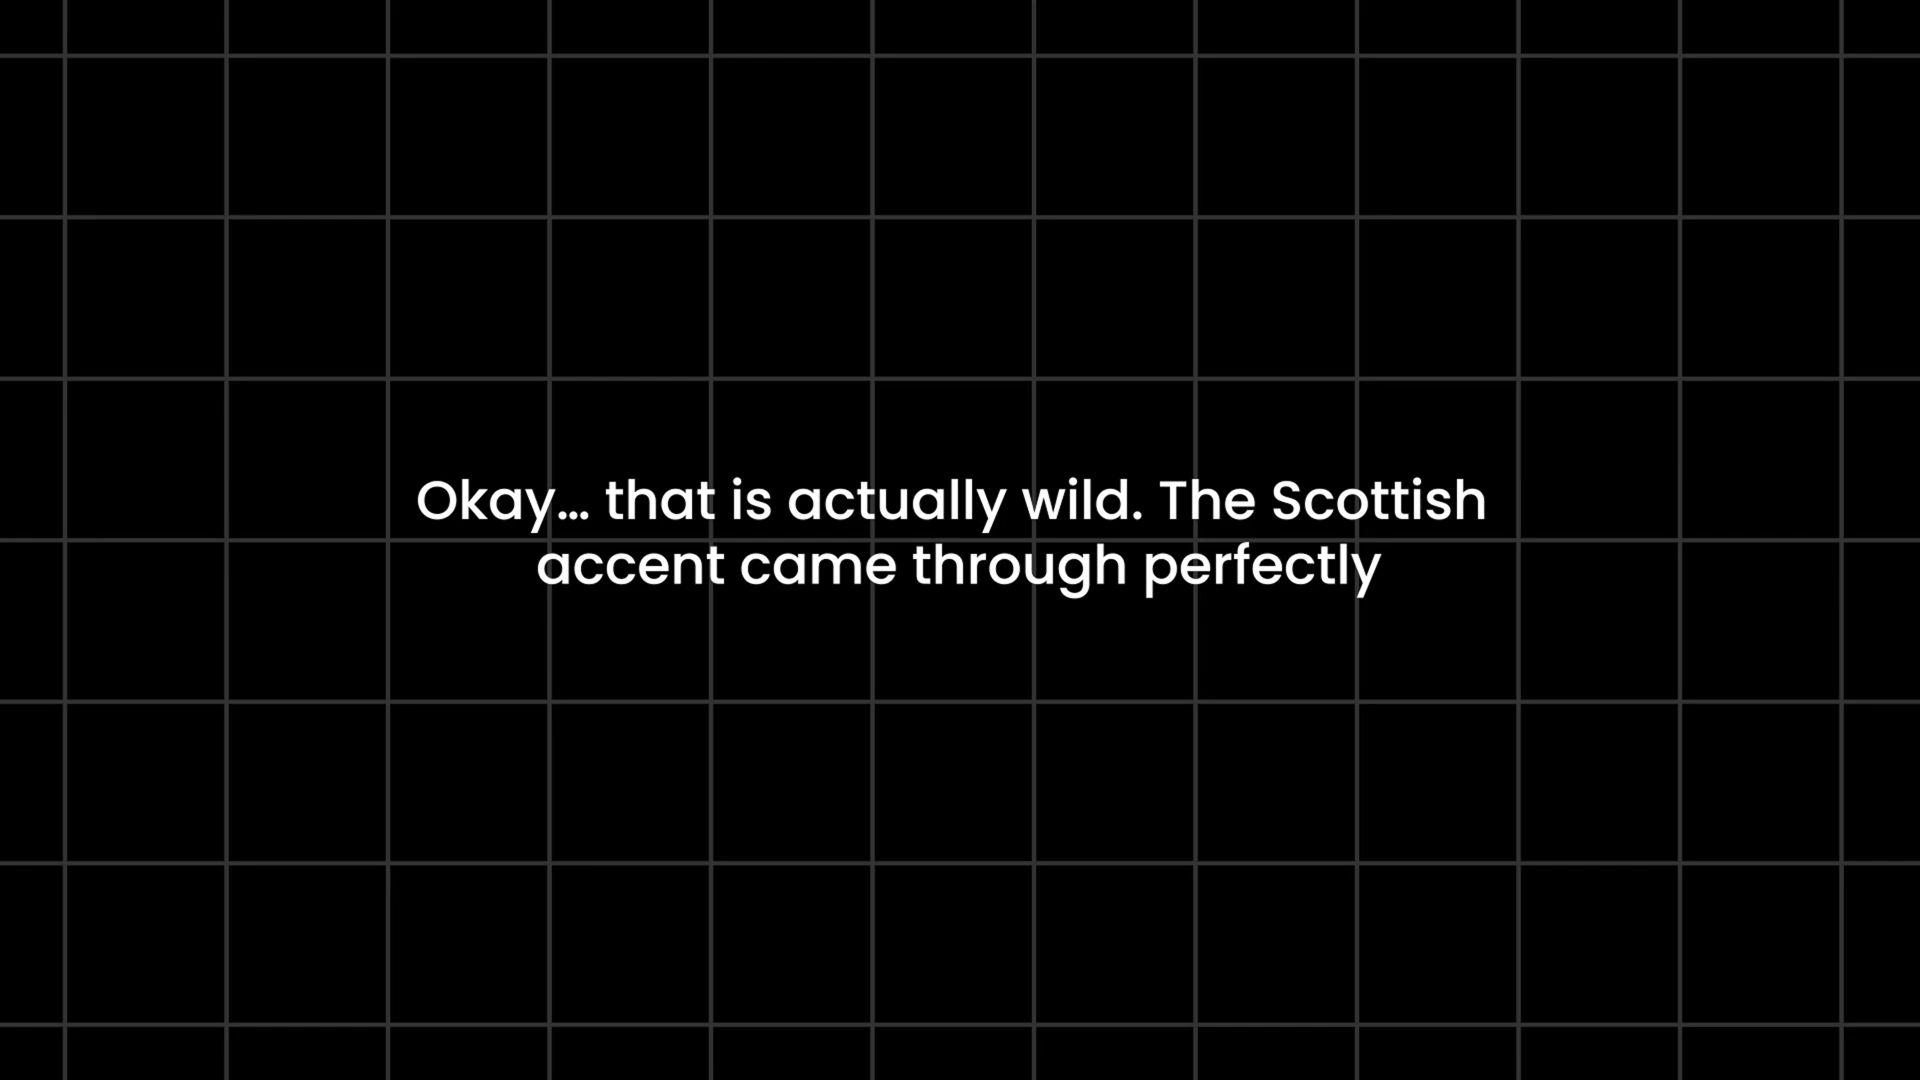 Okay… that is actually wild. The Scottish
accent came through perfectly